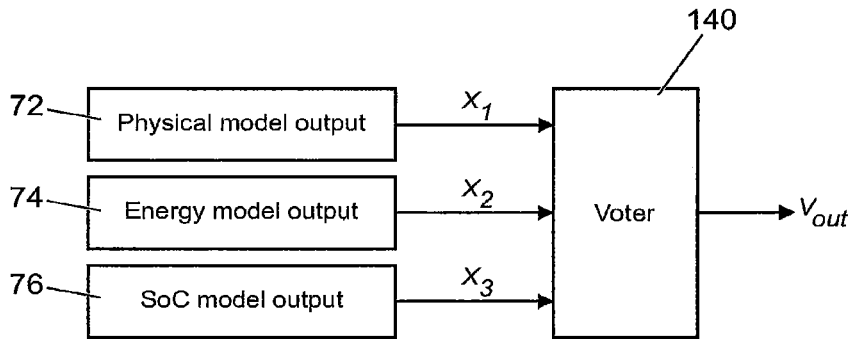 140
72
Physical model output
x1
74
Energy model output
x2
Voter
vout
76
SoC model output
x3